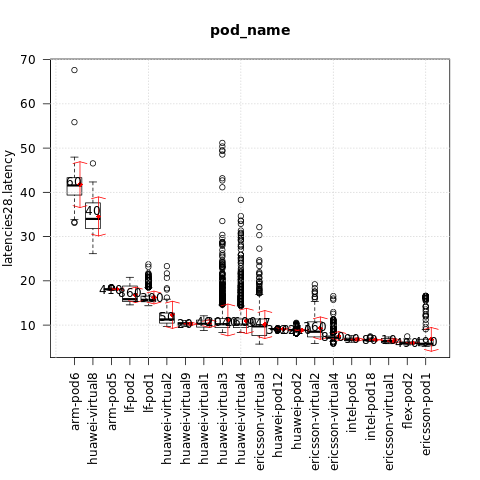 pod_name
latencies28.latency
70
60
50
40
30
20
10
60
40
arm-pod6
huawei-virtual8
arm-pod5
lf-pod2
lf-pod1
huawei-virtual2
huawei-virtual9
huawei-virtual1
huawei-virtual3
huawei-virtual4
ericsson-virtual3
huawei-pod12
huawei-pod2
ericsson-virtual2
ericsson-virtual4
intel-pod5
intel-pod18
ericsson-virtual1
flex-pod2
ericsson-pod1